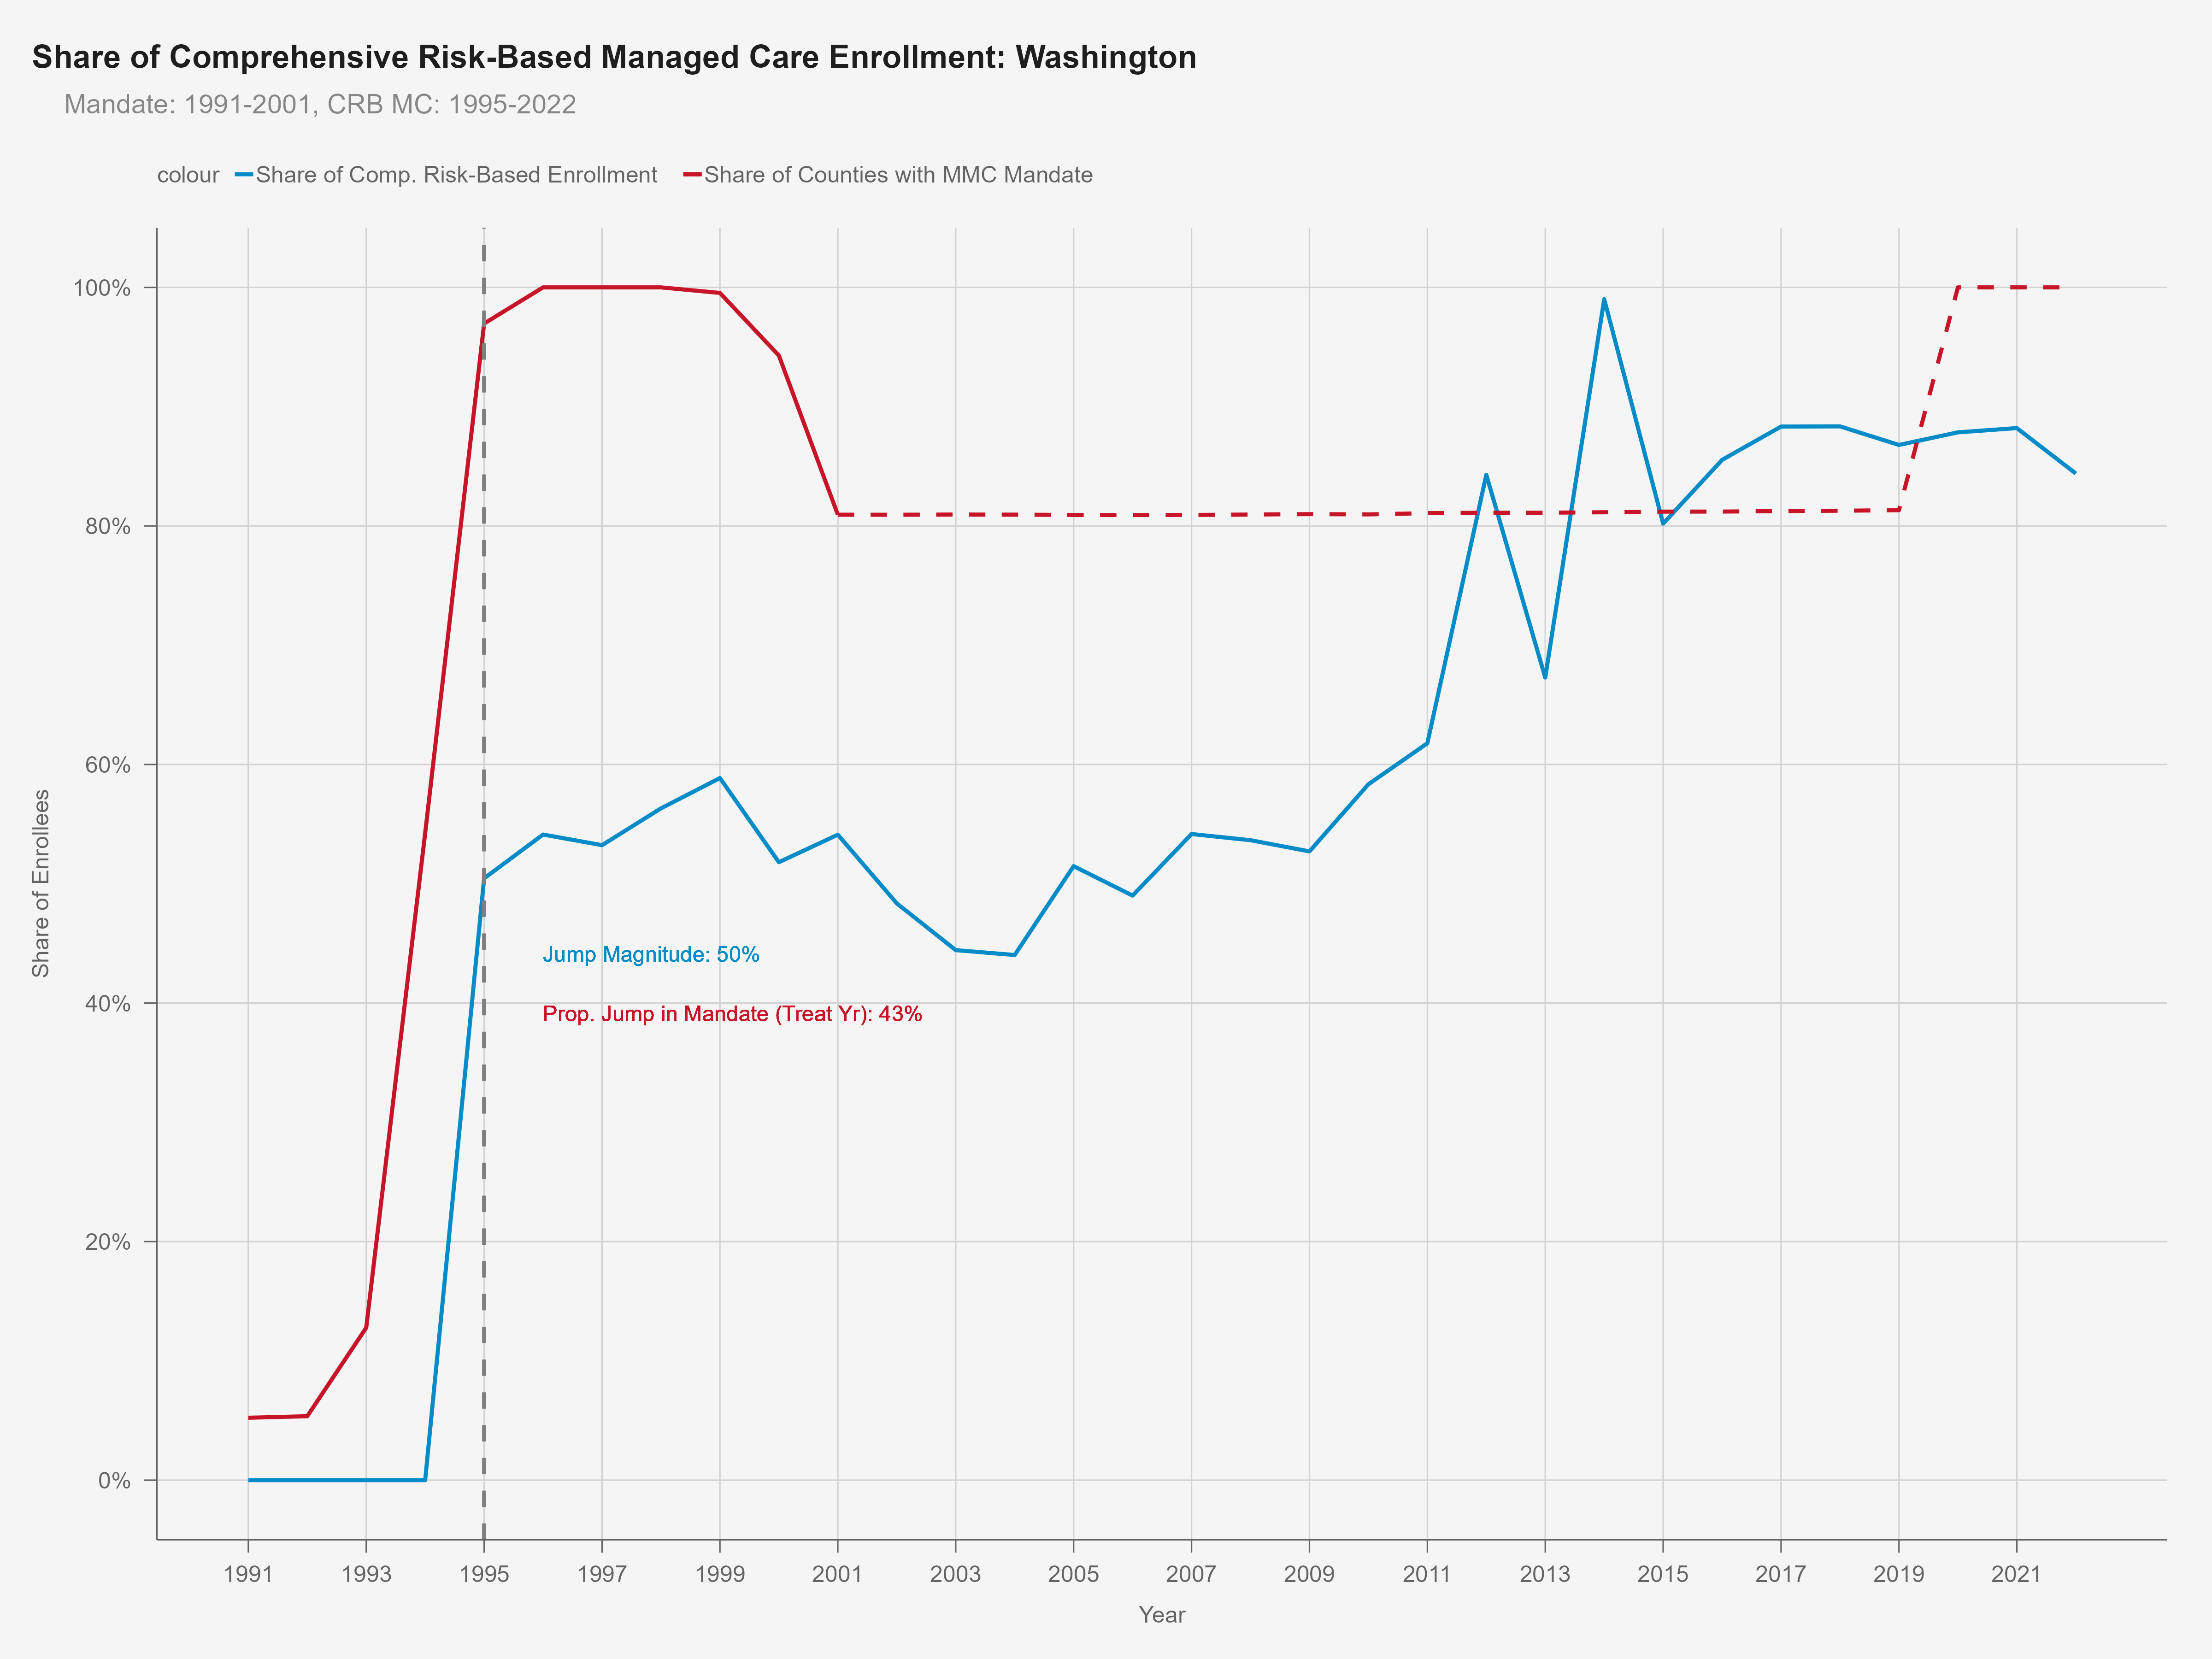 Share of Comprehensive Risk-Based Managed Care Enrollment: Washington
Mandate: 1991-2001, CRB MC: 1995-2022
colour Share of Comp. Risk-Based Enrollment Share of Counties with MMC Mandate
Share of Enrollees
100%
80%
60%
40%
20%
0%
Jump Magnitude: 50%
Prop. Jump in Mandate (Treat Yr): 43%
1991 1993 1995 1997 1999 2001 2003 2005 2007 2009 2011 2013 2015 2017 2019 2021
Year